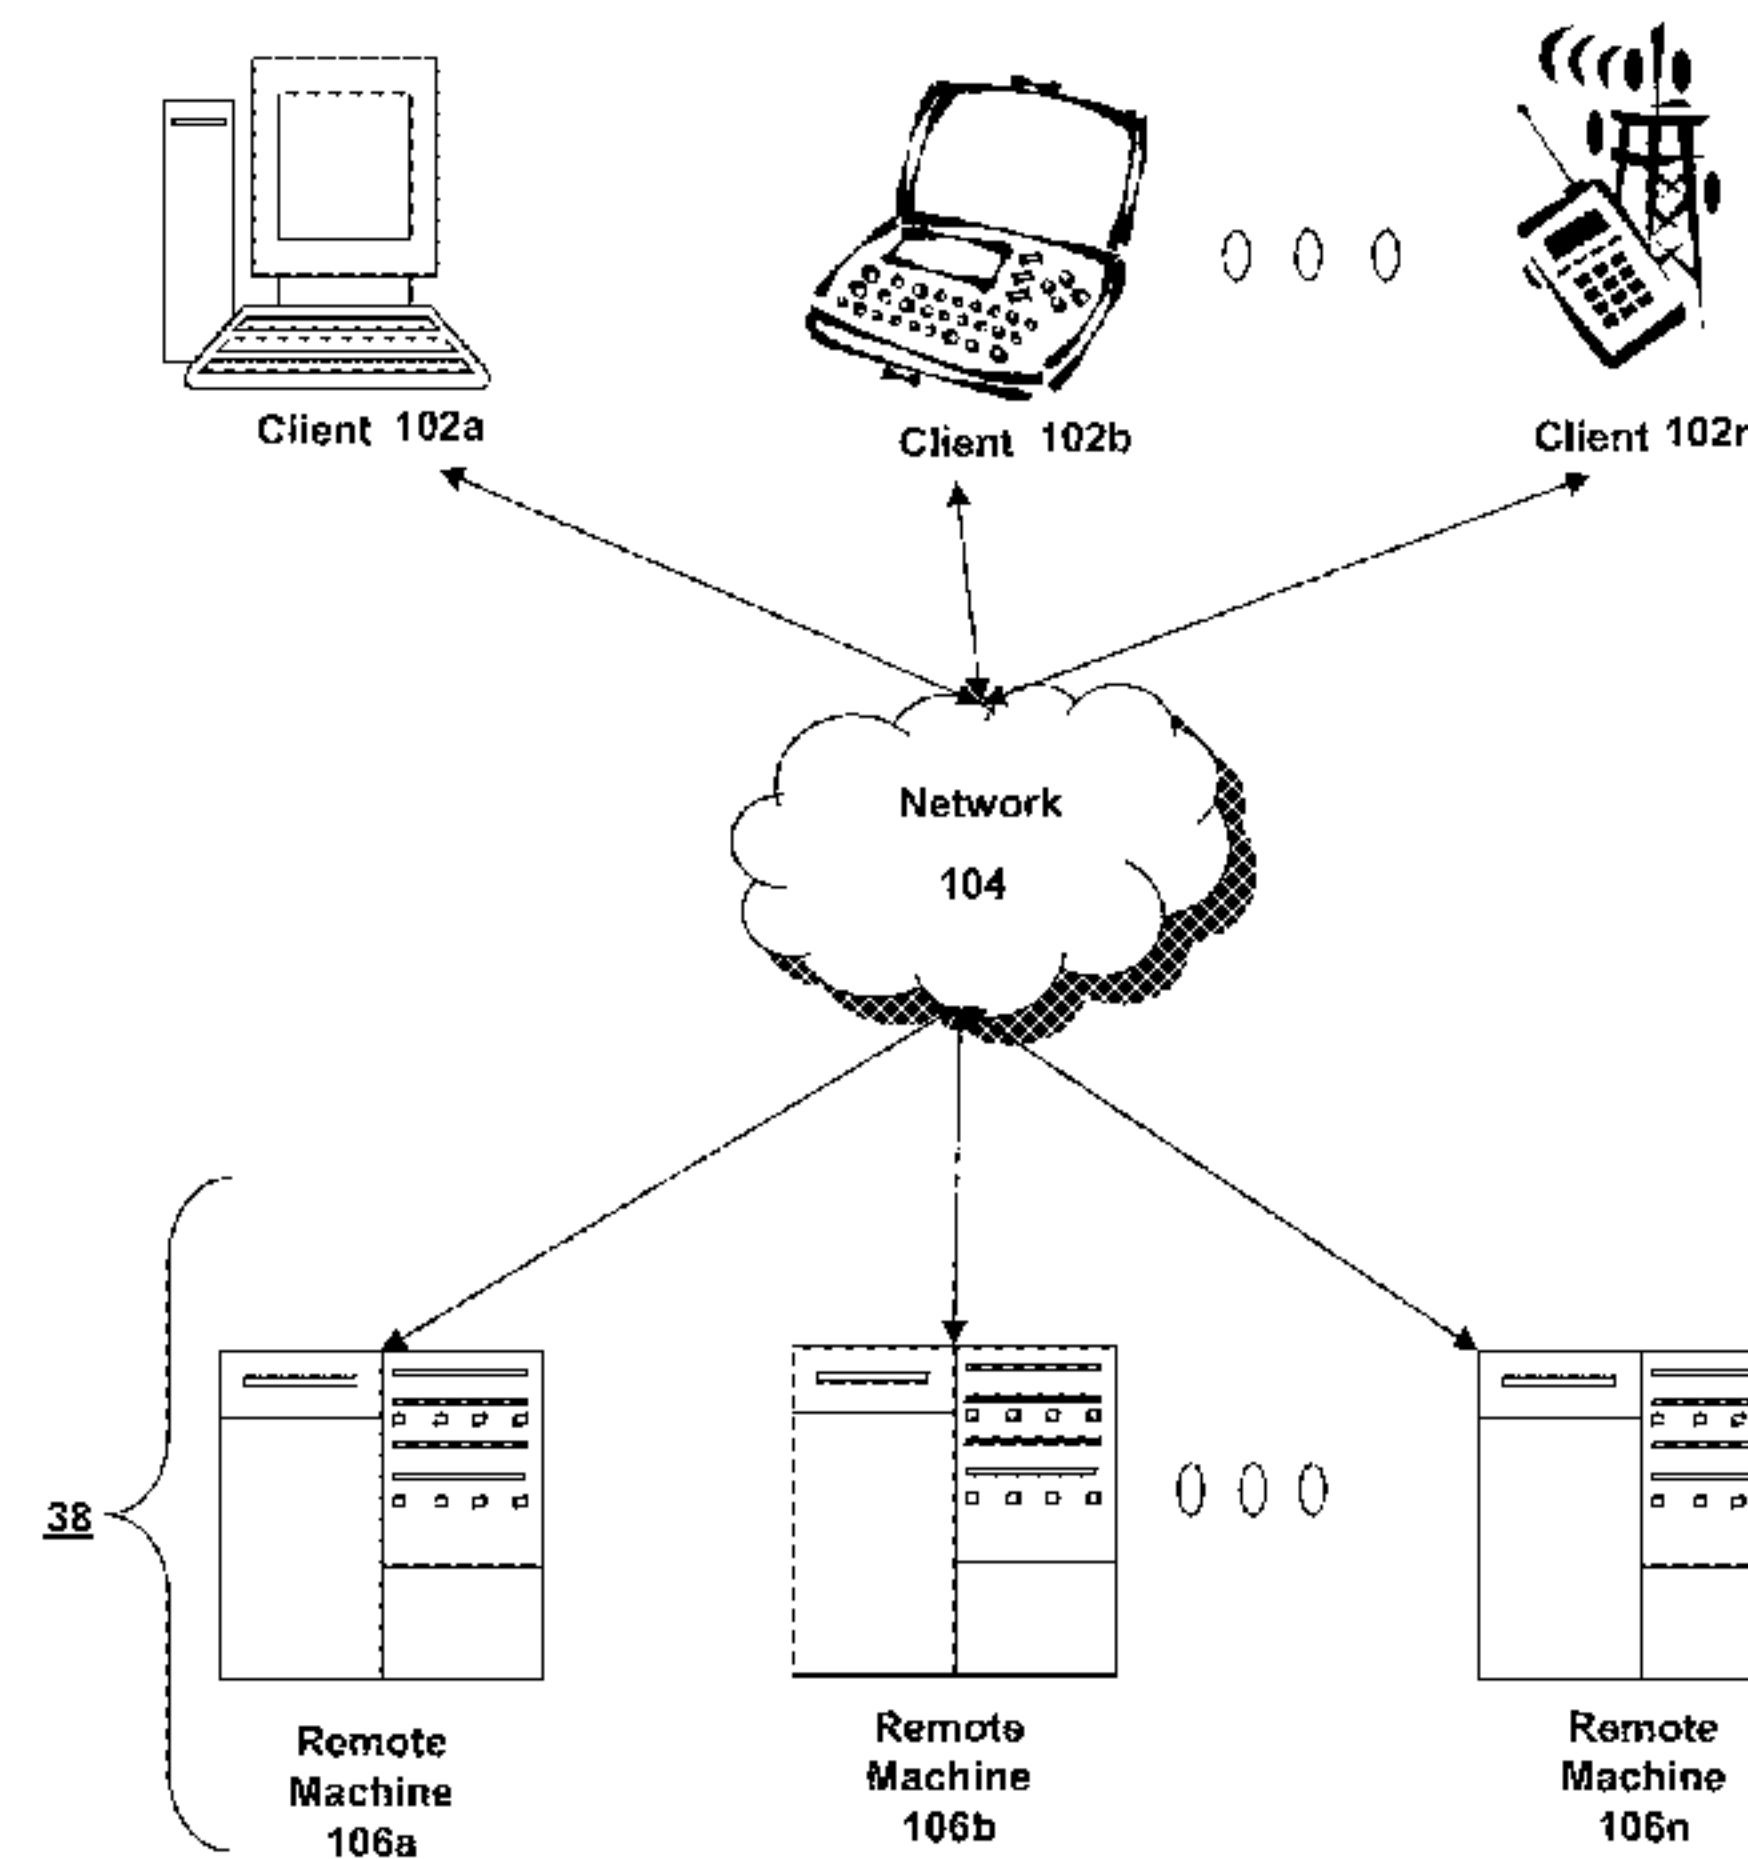 Client 102a
Client 102b
Client 102
Network
104
38
Remote
Machine
106a
Remote
Machine
106b
Remote
Machine
106n